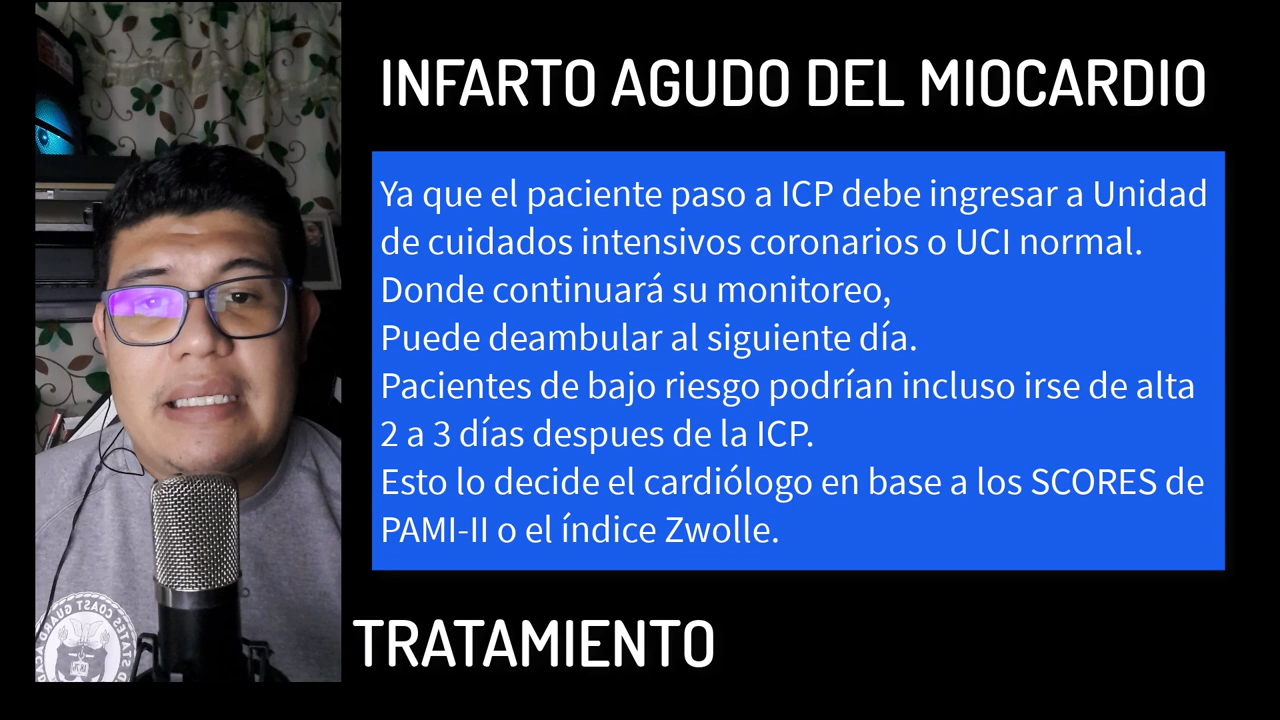 INFARTO AGUDO DEL MIOCARDIO
Ya que el paciente paso a ICP debe ingresar a Unidad
de cuidados intensivos coronarios o UCI normal.
Donde continuará su monitoreo,
Puede deambular al siguiente día.
Pacientes de bajo riesgo podrían incluso irse de alta
2 a 3 días despues de la ICP.
Esto lo decide el cardiólogo en base a los SCORES de
PAMI-II o el índice Zwolle.
TRATAMIENTO
STATES COAST GUARD